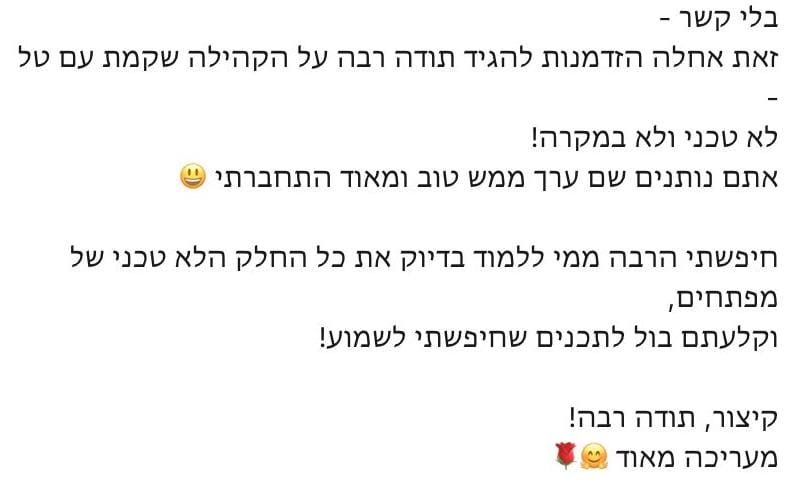 בלי קשר -
זאת אחלה הזדמנות להגיד תודה רבה על הקהילה שקמת עם טל
-
לא טכני ולא במקרה!
אתם נותנים שם ערך ממש טוב ומאוד התחברתי 😃
חיפשתי הרבה ממי ללמוד בדיוק את כל החלק הלא טכני של
מפתחים,
וקלעתם בול לתכנים שחיפשתי לשמוע!
קיצור, תודה רבה!
מעריכה מאוד 🤗🌹